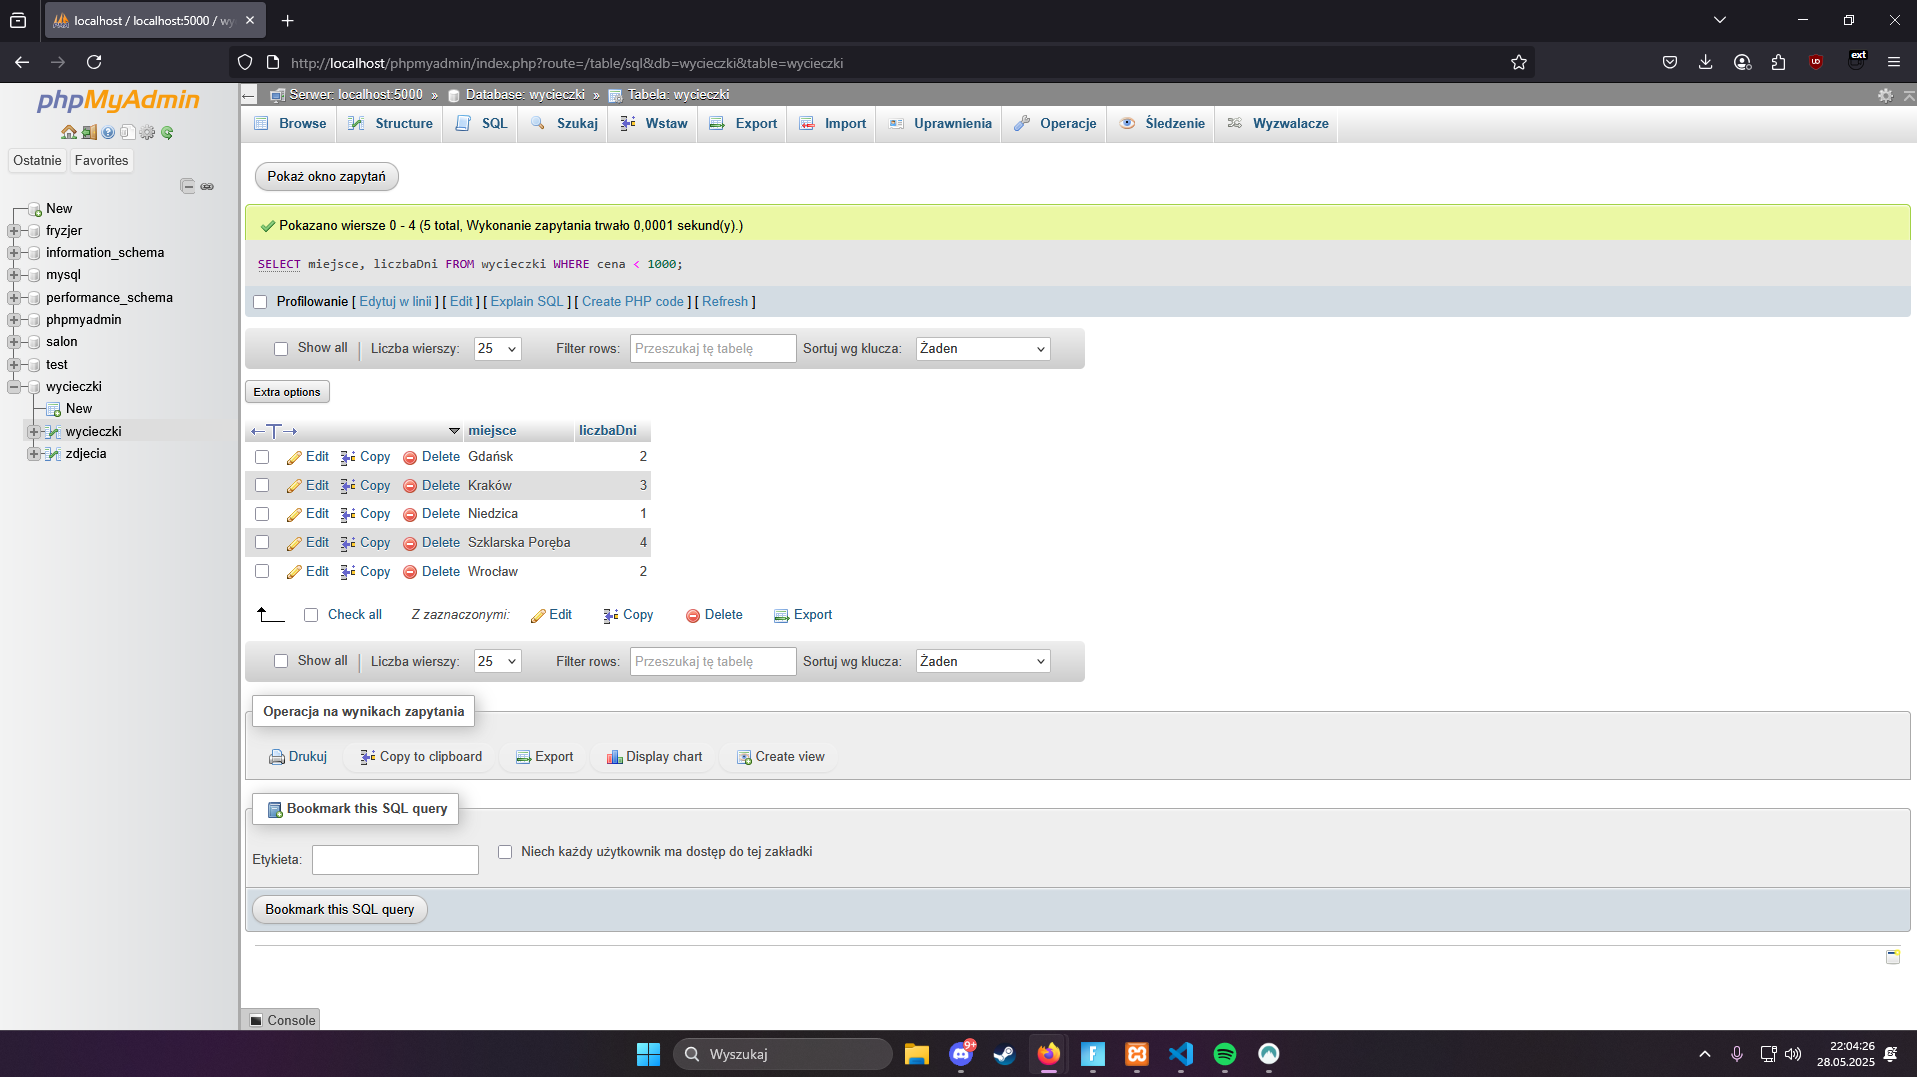 localhost / localhost:5000 / wy
http://localhost/phpmyadmin/index.php?route=/table/sql&db=wycieczki&table=wycieczki
ext
phpMyAdmin
Ostatnie Favorites
New
fryzjer
information_schema
mysql
performance_schema
phpmyadmin
salon
test
wycieczki
New
wycieczki
zdjecia
Serwer: localhost:5000 » Database: wycieczki » Tabela: wycieczki
Browse Structure SQL Szukaj Wstaw Export Import Uprawnienia Operacje Śledzenie Wyzwalacze
Pokaż okno zapytań
Pokazano wiersze 0 - 4 (5 total, Wykonanie zapytania trwało 0,0001 sekund(y).)
SELECT miejsce, liczbaDni FROM wycieczki WHERE cena < 1000;
Profilowanie [ Edytuj w linii ] [ Edit ] [ Explain SQL ] [ Create PHP code ] [ Refresh ]
Show all | Liczba wierszy: 25 Filter rows: Przeszukaj tę tabelę Sortuj wg klucza: Żaden
Extra options
←T→ miejsce liczbaDni
Edit Copy Delete Gdańsk 2
Edit Copy Delete Kraków 3
Edit Copy Delete Niedzica 1
Edit Copy Delete Szklarska Poręba 4
Edit Copy Delete Wrocław 2
Check all Z zaznaczonymi: Edit Copy Delete Export
Show all | Liczba wierszy: 25 Filter rows: Przeszukaj tę tabelę Sortuj wg klucza: Żaden
Operacja na wynikach zapytania
Drukuj Copy to clipboard Export Display chart Create view
Bookmark this SQL query
Etykieta: Niech każdy użytkownik ma dostęp do tej zakładki
Bookmark this SQL query
Console
Wyszukaj
9+
22:04:26
28.05.2025